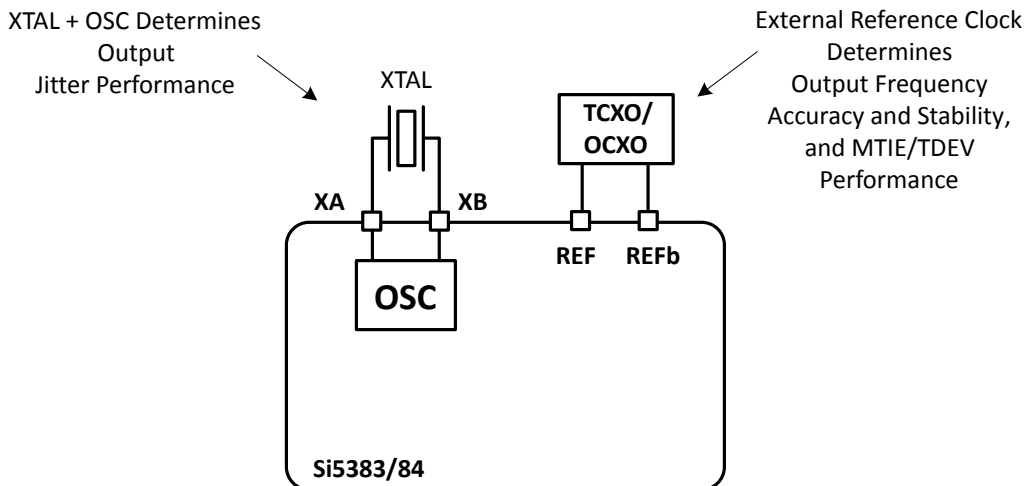 XTAL + OSC Determines
Output
Jitter Performance
XTAL
External Reference Clock
Determines
Output Frequency
Accuracy and Stability,
and MTIE/TDEV
Performance
TCXO/
OCXO
XA
XB
REF
REFb
OSC
Si5383/84